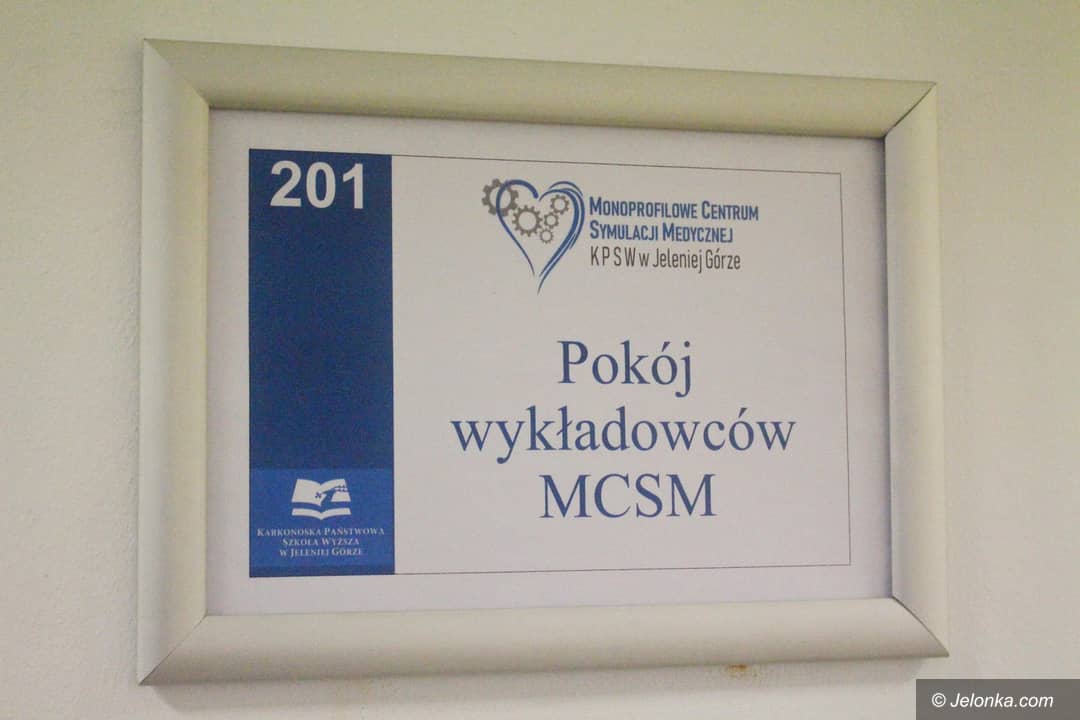 201
MONOPROFILOWE CENTRUM
SYMULACJI MEDYCZNEJ
KPSW w Jeleniej Górze
Pokój
wykładowców
MCSM
KARKONOSKA PAŃSTWOWA
SZKOŁA WYŻSZA
W JELENIEJ GÓRZE
© Jelonka.com